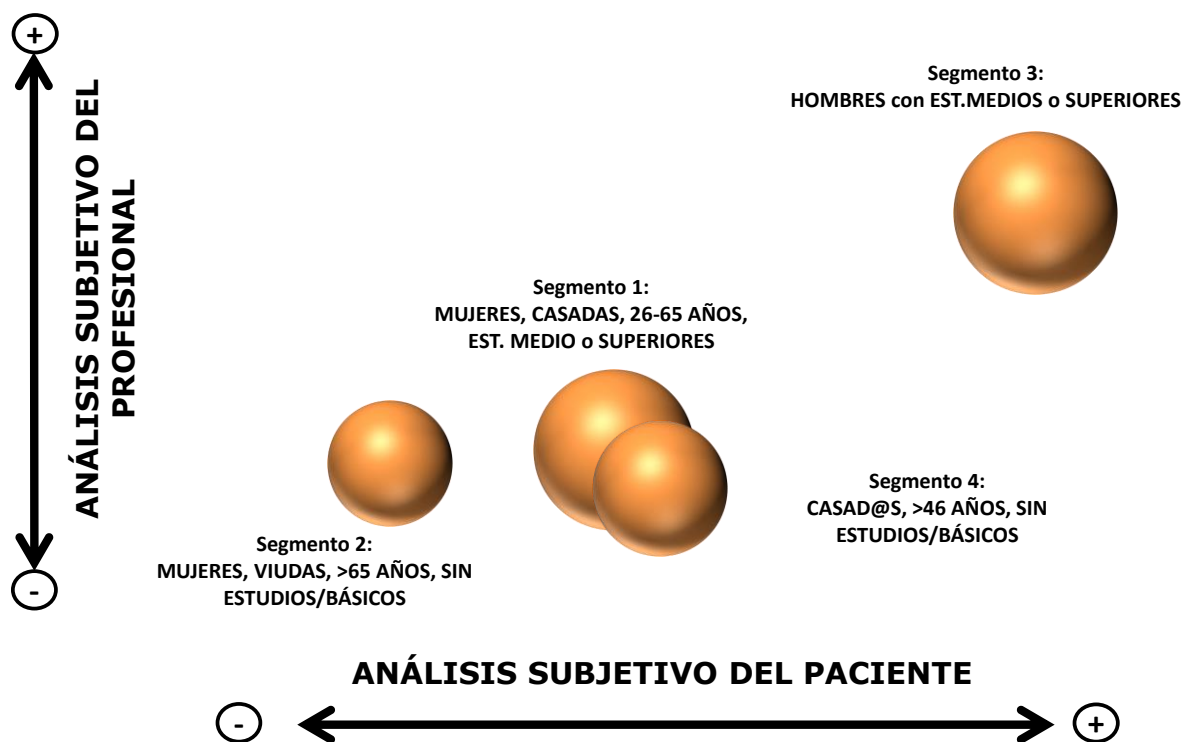 +
ANÁLISIS SUBJETIVO DEL
PROFESIONAL
-
Segmento 3:
HOMBRES con EST.MEDIOS o SUPERIORES
Segmento 1:
MUJERES, CASADAS, 26-65 AÑOS,
EST. MEDIO o SUPERIORES
Segmento 4:
CASAD@S, >46 AÑOS, SIN
ESTUDIOS/BÁSICOS
Segmento 2:
MUJERES, VIUDAS, >65 AÑOS, SIN
ESTUDIOS/BÁSICOS
ANÁLISIS SUBJETIVO DEL PACIENTE
-
+